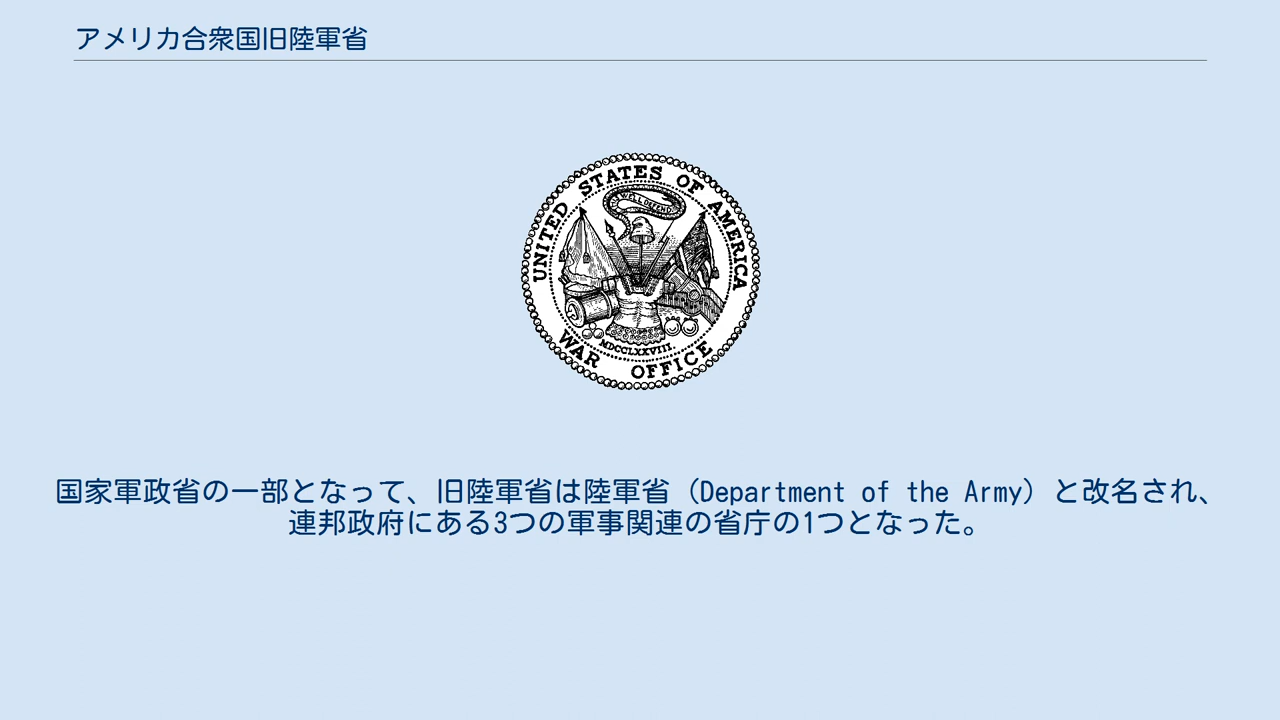 アメリカ合衆国旧陸軍省
UNITED STATES OF AMERICA
WE'LL DEFEND
MDCCLXXVIII.
WAR OFFICE
国家軍政省の一部となって、旧陸軍省は陸軍省（Department of the Army）と改名され、
連邦政府にある3つの軍事関連の省庁の1つとなった。